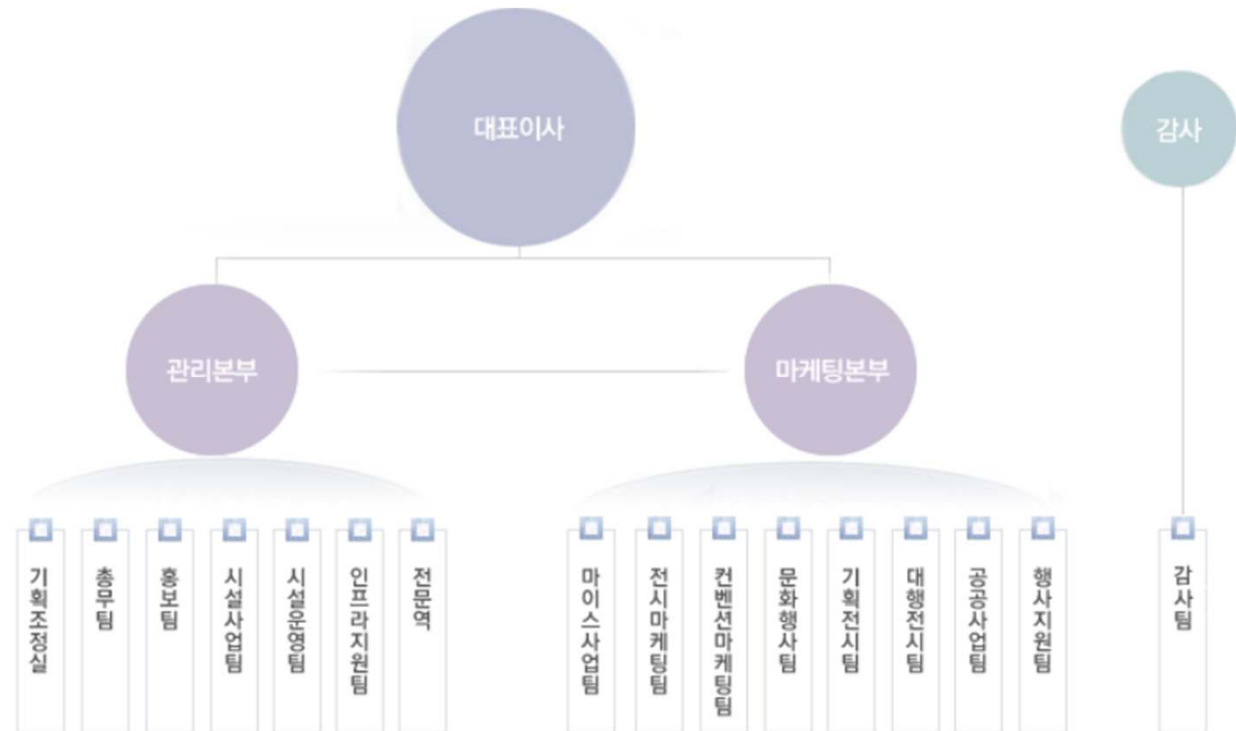 대표이사
감사
관리본부
마케팅본부
기획조정실
총무팀
홍보팀
시설사업팀
시설운영팀
인프라지원팀
전문역
마이스사업팀
전시마케팅팀
컨벤션마케팅팀
문화행사팀
기획전시팀
대행전시팀
공공사업팀
행사지원팀
감사팀